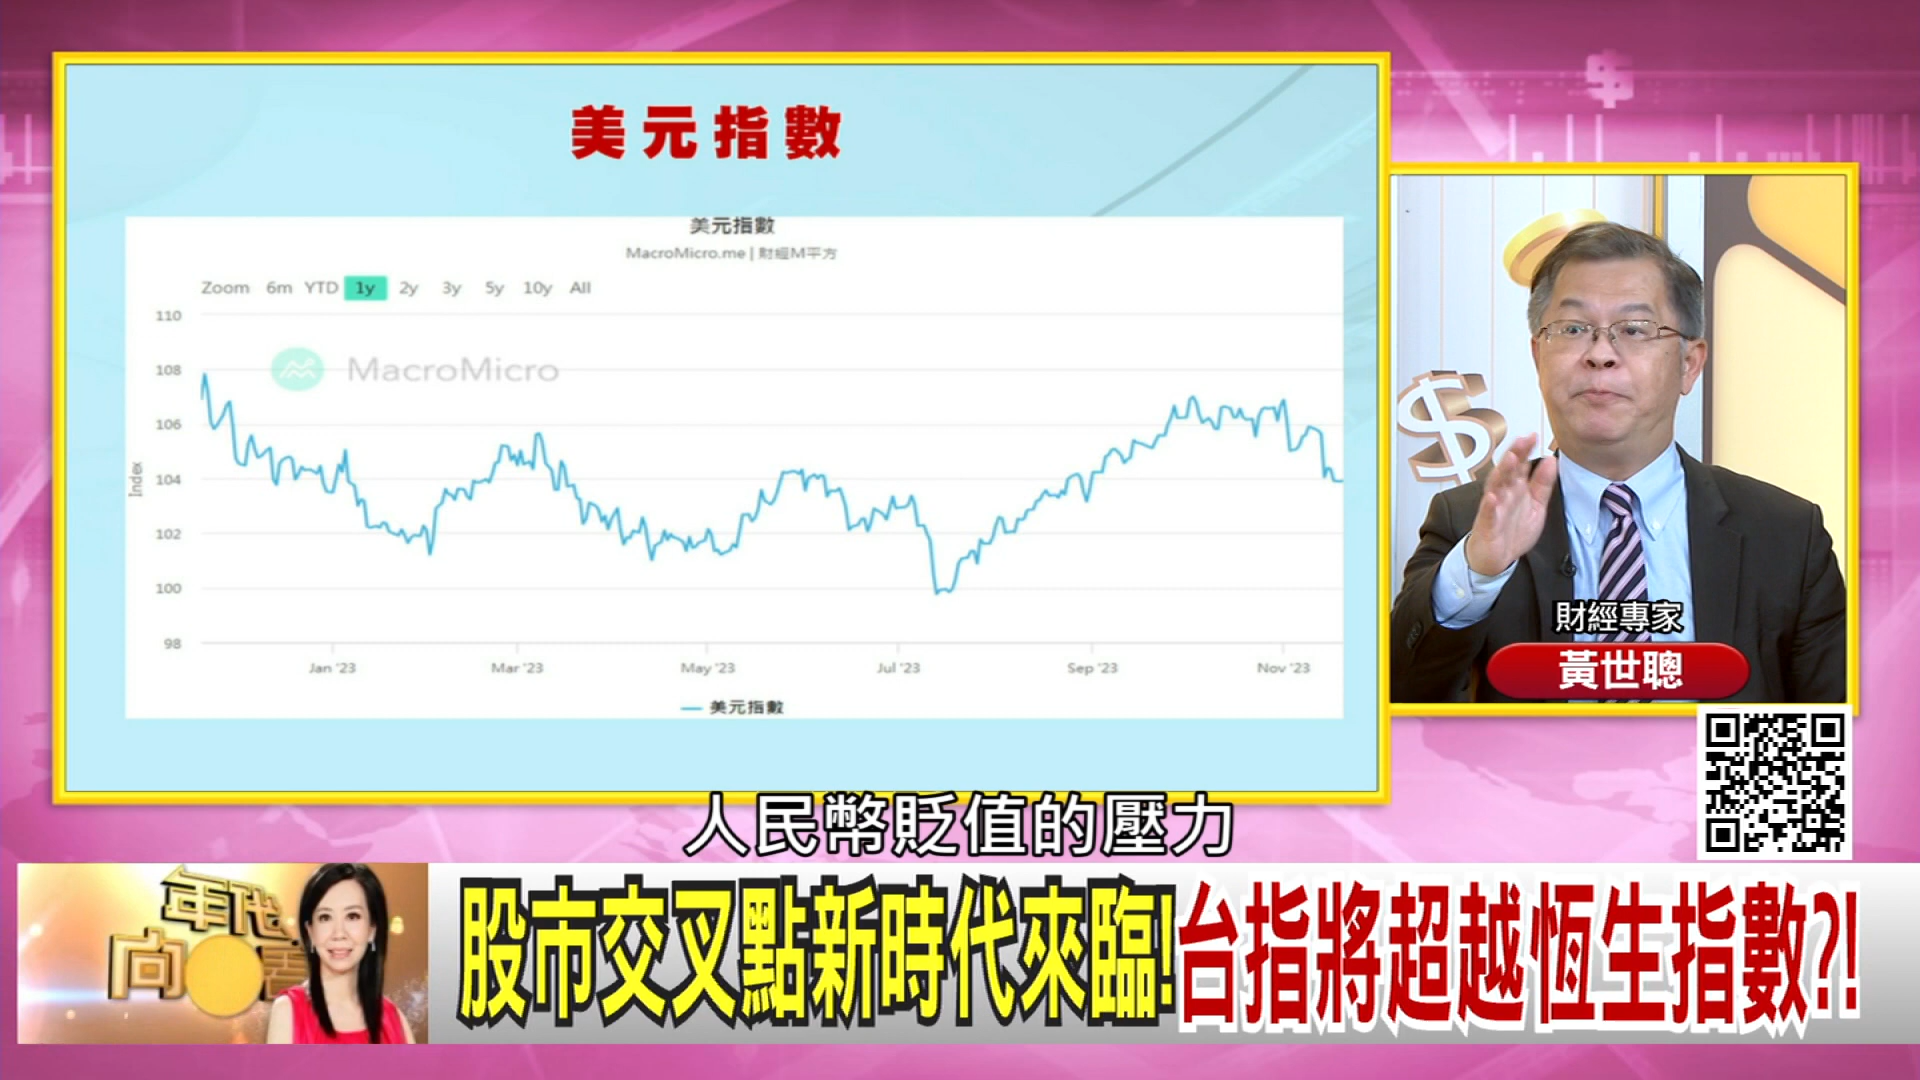 美元指數
美元指數
MacroMicro.me | 財經M平方
Zoom 6m YTD 1y 2y 3y 5y 10y All
110
108
106
104
102
100
98
Index
MacroMicro
Jan '23 Mar '23 May '23 Jul '23 Sep '23 Nov '23
美元指數
財經專家
黃世聰
人民幣貶值的壓力
年代
向
股市交叉點新時代來臨!台指將超越恆生指數?!